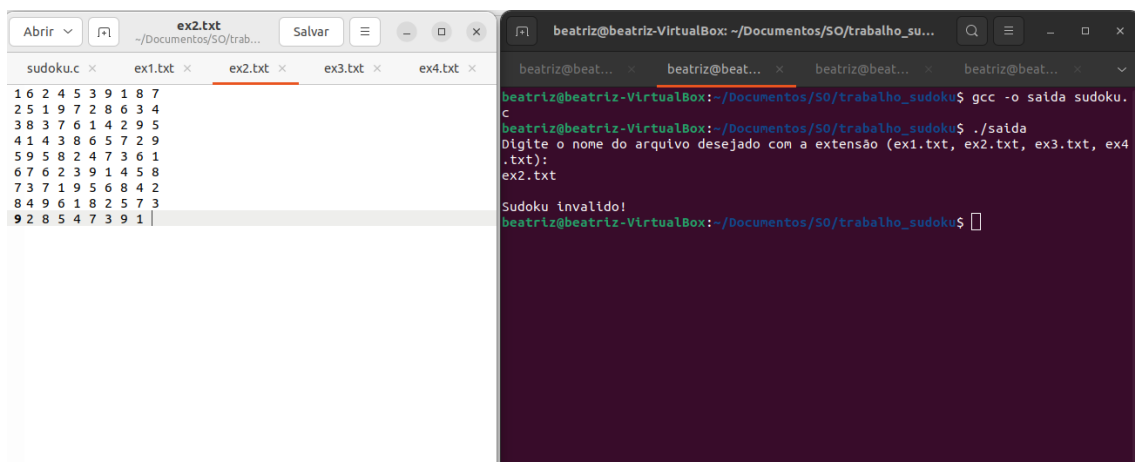 Abrir
ex2.txt
~/Documentos/SO/trab...
Salvar
sudoku.c × ex1.txt × ex2.txt × ex3.txt × ex4.txt ×
1 6 2 4 5 3 9 1 8 7
2 5 1 9 7 2 8 6 3 4
3 8 3 7 6 1 4 2 9 5
4 1 4 3 8 6 5 7 2 9
5 9 5 8 2 4 7 3 6 1
6 7 6 2 3 9 1 4 5 8
7 3 7 1 9 5 6 8 4 2
8 4 9 6 1 8 2 5 7 3
9 2 8 5 4 7 3 9 1
beatriz@beatriz-VirtualBox: ~/Documentos/SO/trabalho_su...
beatriz@beat... × beatriz@beat... × beatriz@beat... × beatriz@beat... ×
beatriz@beatriz-VirtualBox:~/Documentos/SO/trabalho_sudoku$ gcc -o saida sudoku.
c
beatriz@beatriz-VirtualBox:~/Documentos/SO/trabalho_sudoku$ ./saida
Digite o nome do arquivo desejado com a extensão (ex1.txt, ex2.txt, ex3.txt, ex4
.txt):
ex2.txt
Sudoku invalido!
beatriz@beatriz-VirtualBox:~/Documentos/SO/trabalho_sudoku$